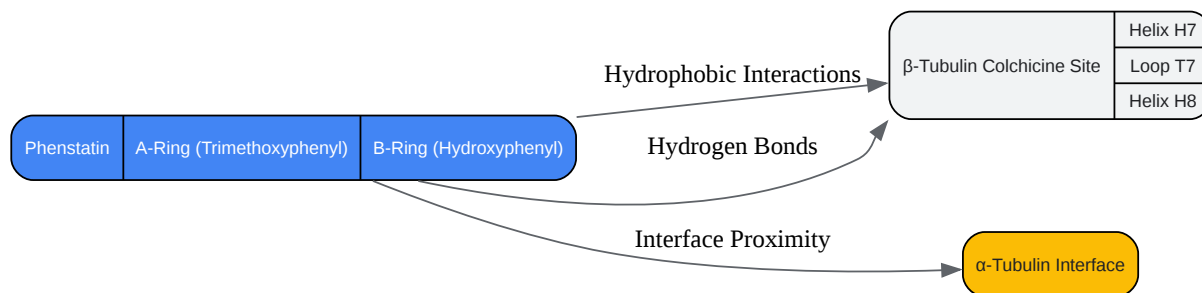 Phenstatin
A-Ring (Trimethoxyphenyl)
B-Ring (Hydroxyphenyl)
Hydrophobic Interactions
Hydrogen Bonds
Interface Proximity
β-Tubulin Colchicine Site
Helix H7
Loop T7
Helix H8
α-Tubulin Interface